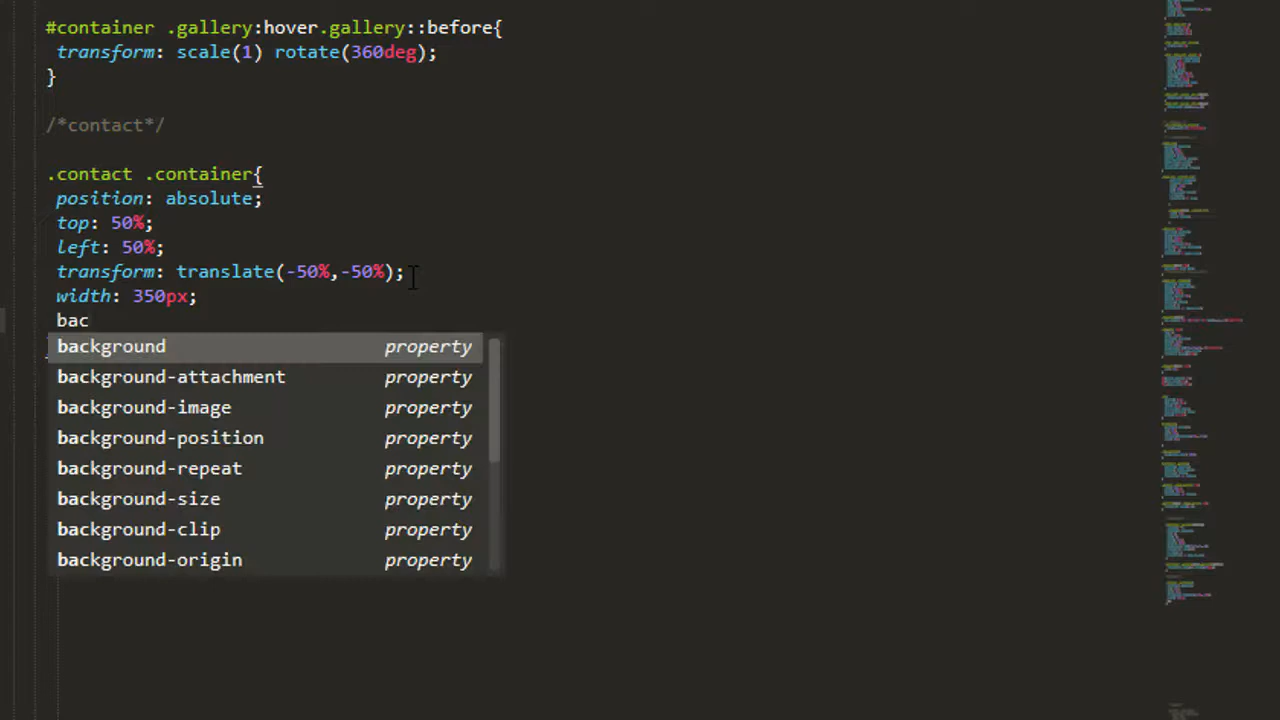 #container .gallery:hover.gallery::before{
transform: scale(1) rotate(360deg);
}
/*contact*/
.contact .container{
position: absolute;
top: 50%;
left: 50%;
transform: translate(-50%,-50%);
width: 350px;
bac
background property
background-attachment property
background-image property
background-position property
background-repeat property
background-size property
background-clip property
background-origin property